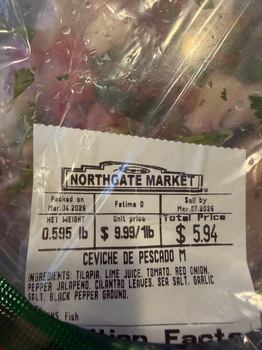 NORTHGATE MARKET
Packed on Fatima D Sell by
Mar.04.2026 Mar.07.2026
NET WEIGHT Unit price Total Price
0.595 lb $ 9.99/1lb $ 5.94
CEVICHE DE PESCADO M
INGREDIENTS: TILAPIA, LIME JUICE, TOMATO, RED ONION,
PEPPER JALAPENO, CILANTRO LEAVES, SEA SALT, GARLIC
SALT, BLACK PEPPER GROUND.
Fish
Facts